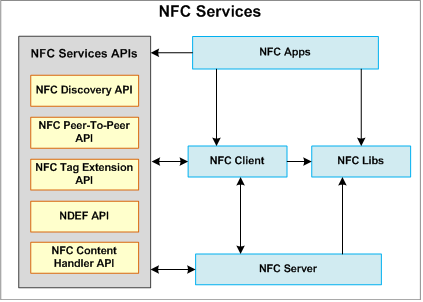 NFC Services
NFC Services APIs
NFC Discovery API
NFC Peer-To-Peer
API
NFC Tag Extension
API
NDEF API
NFC Content
Handler API
NFC Apps
NFC Client
NFC Libs
NFC Server